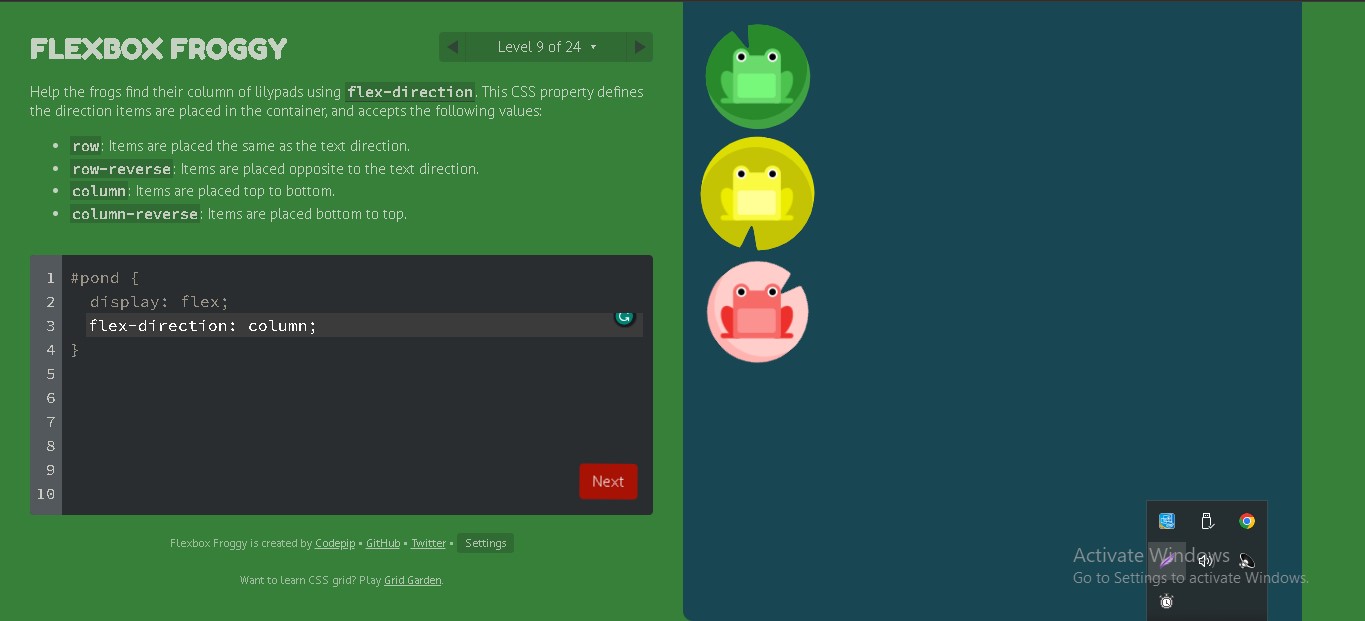 FLEXBOX FROGGY
Level 9 of 24
Help the frogs find their column of lilypads using flex-direction. This CSS property defines
the direction items are placed in the container, and accepts the following values:
row: Items are placed the same as the text direction.
row-reverse: Items are placed opposite to the text direction.
column: Items are placed top to bottom.
column-reverse: Items are placed bottom to top.
1 #pond {
2 display: flex;
3 flex-direction: column;
4 }
5
6
7
8
9
10
Next
Flexbox Froggy is created by Codepip • GitHub • Twitter • Settings
Want to learn CSS grid? Play Grid Garden.
Activate Windows
Go to Settings to activate Windows.